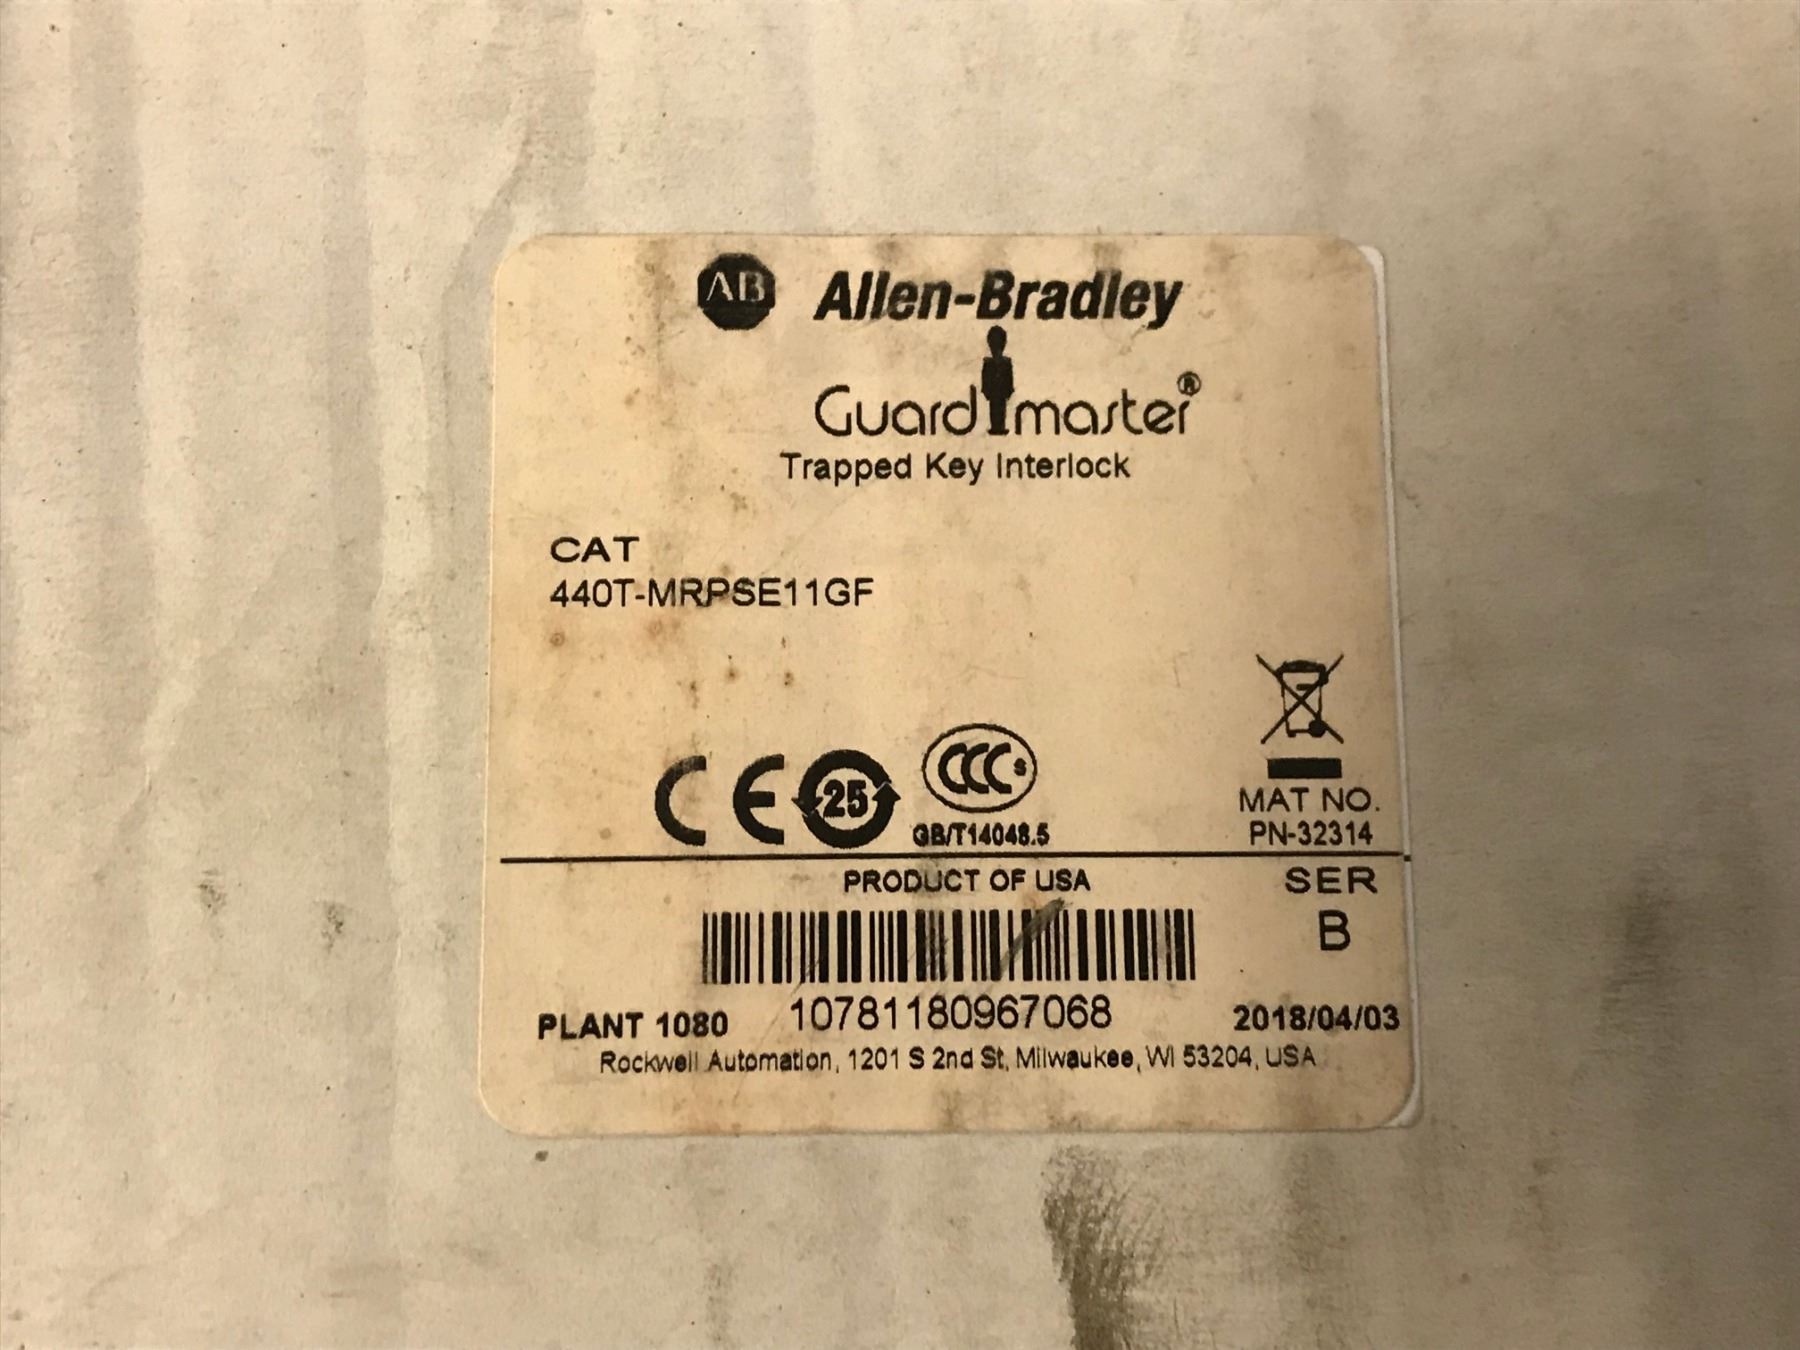 AB Allen-Bradley
Guardmaster®
Trapped Key Interlock
CAT
440T-MRPSE11GF
CE 25 CCC S
GB/T14048.5
MAT NO.
PN-32314
PRODUCT OF USA
SER
B
PLANT 1080 10781180967068 2018/04/03
Rockwell Automation, 1201 S 2nd St, Milwaukee, WI 53204, USA